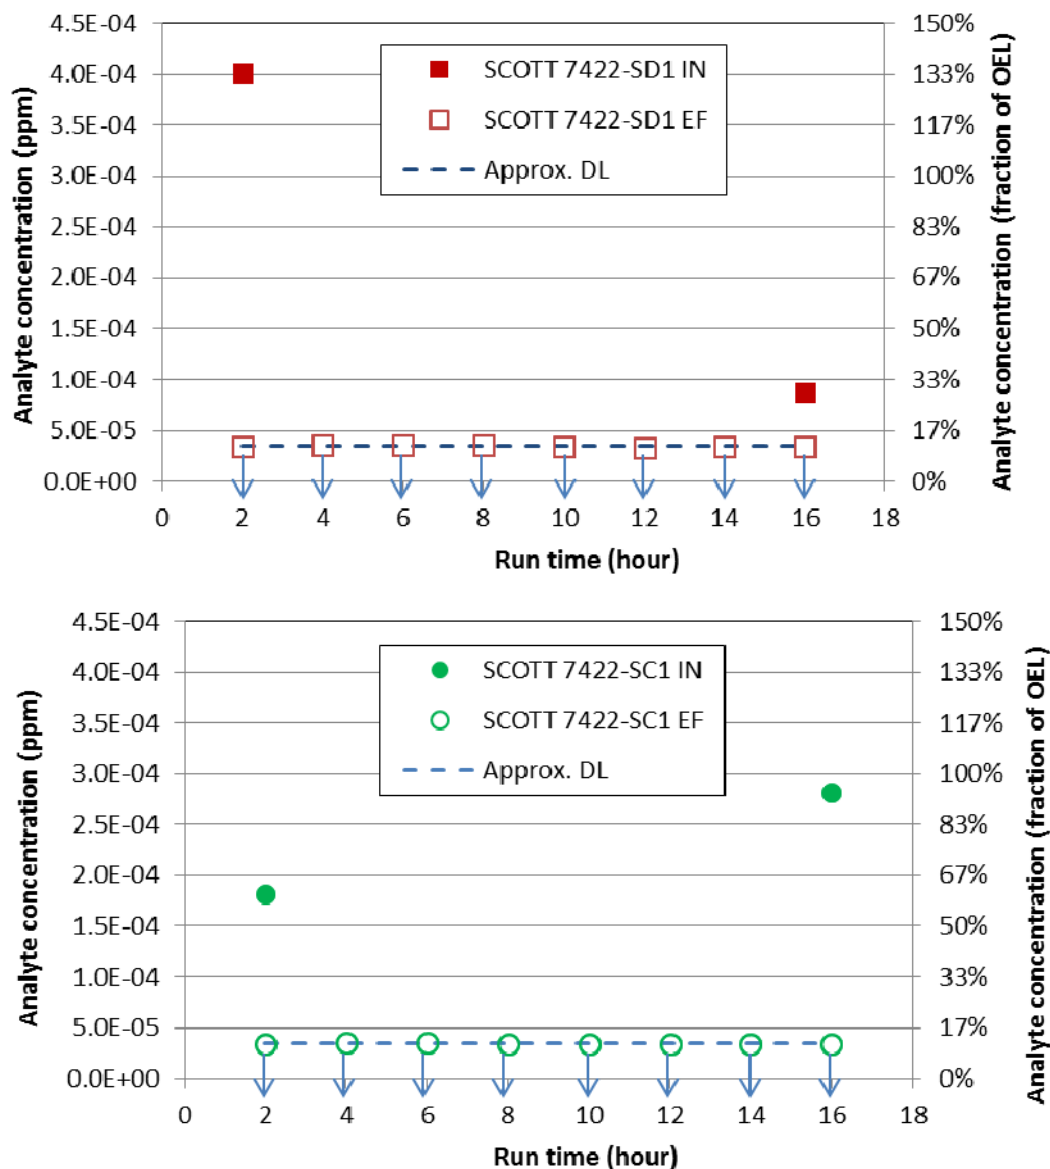 4.5E-04
4.0E-04
3.5E-04
3.0E-04
2.5E-04
2.0E-04
1.5E-04
1.0E-04
5.0E-05
0.0E+00
Analyte concentration (ppm)
SCOTT 7422-SD1 IN
SCOTT 7422-SD1 EF
Approx. DL
150%
133%
117%
100%
83%
67%
50%
33%
17%
0%
Analyte concentration (fraction of OEL)
0 2 4 6 8 10 12 14 16 18
Run time (hour)
4.5E-04
4.0E-04
3.5E-04
3.0E-04
2.5E-04
2.0E-04
1.5E-04
1.0E-04
5.0E-05
0.0E+00
Analyte concentration (ppm)
SCOTT 7422-SC1 IN
SCOTT 7422-SC1 EF
Approx. DL
150%
133%
117%
100%
83%
67%
50%
33%
17%
0%
Analyte concentration (fraction of OEL)
0 2 4 6 8 10 12 14 16 18
Run time (hour)